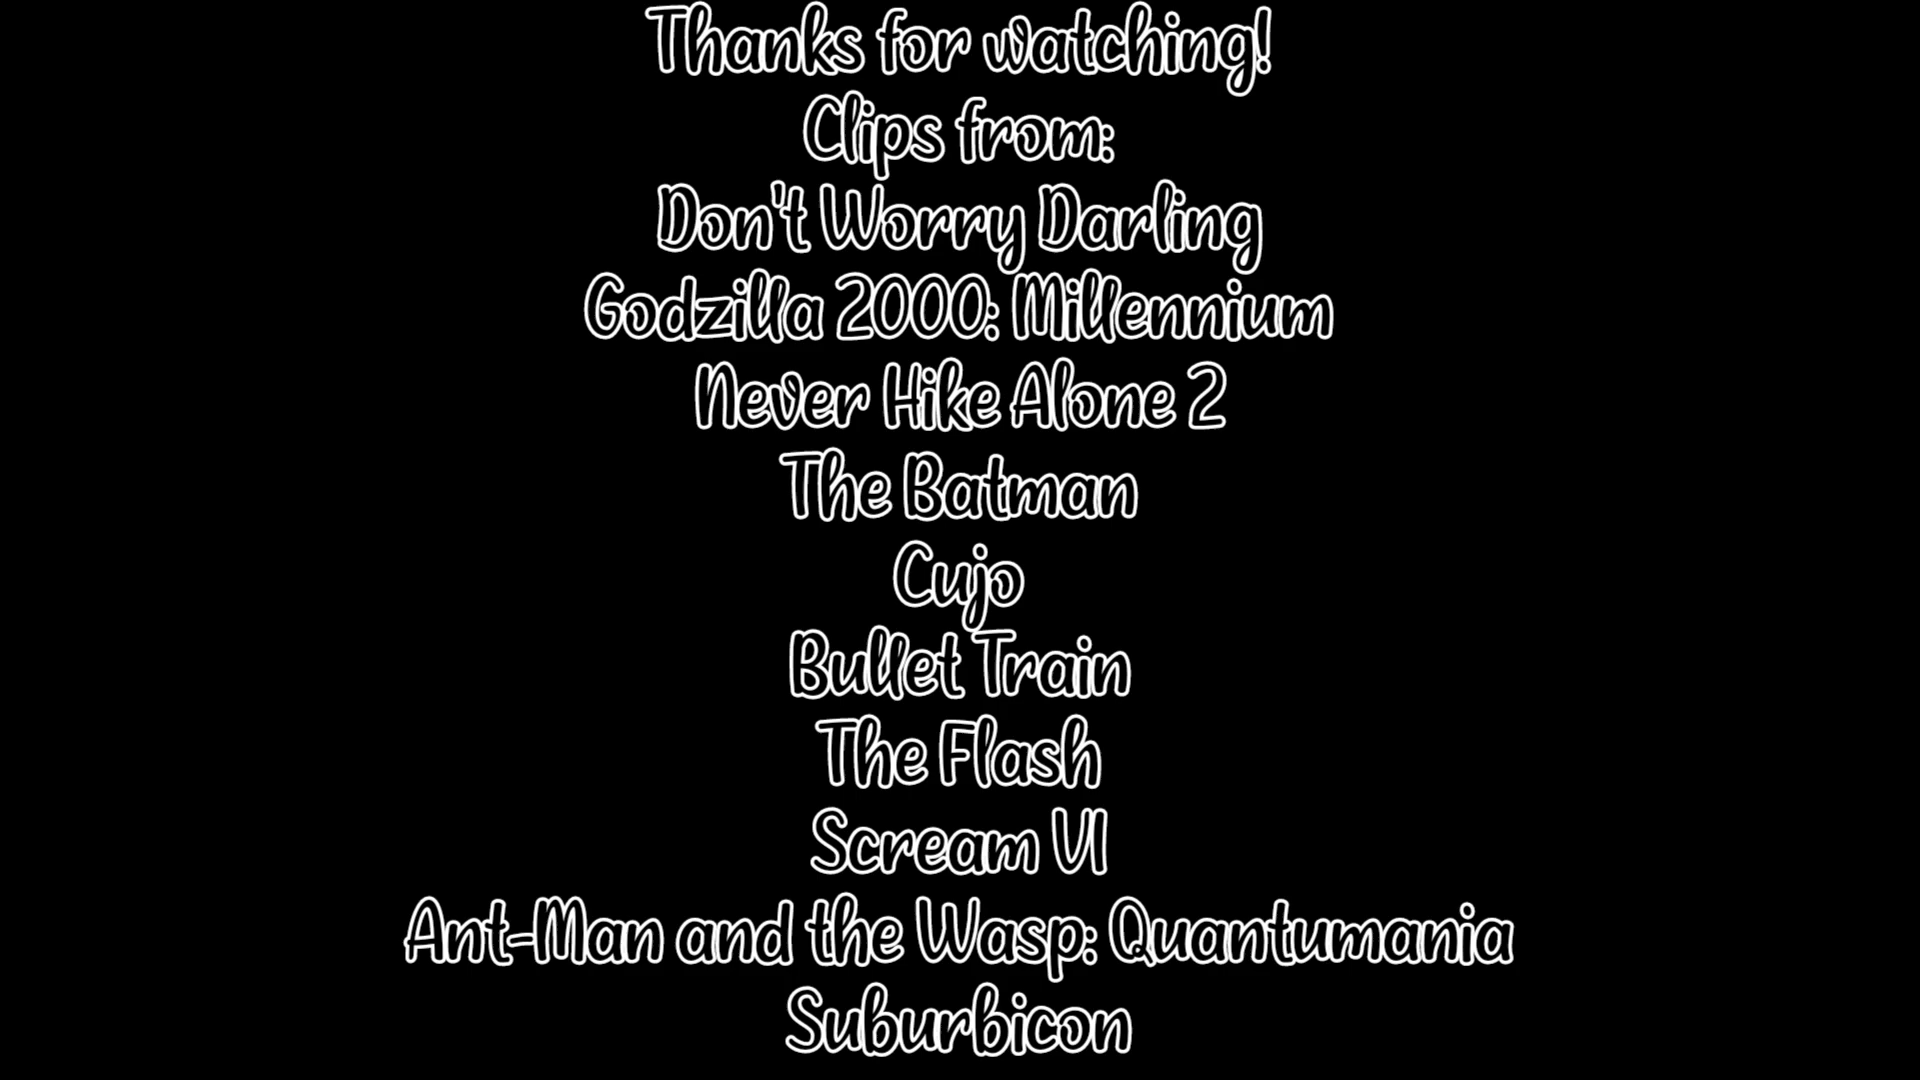 Thanks for watching!
Clips from:
Don't Worry Darling
Godzilla 2000: Millennium
Never Hike Alone 2
The Batman
Cujo
Bullet Train
The Flash
Scream VI
Ant-Man and the Wasp: Quantumania
Suburbicon